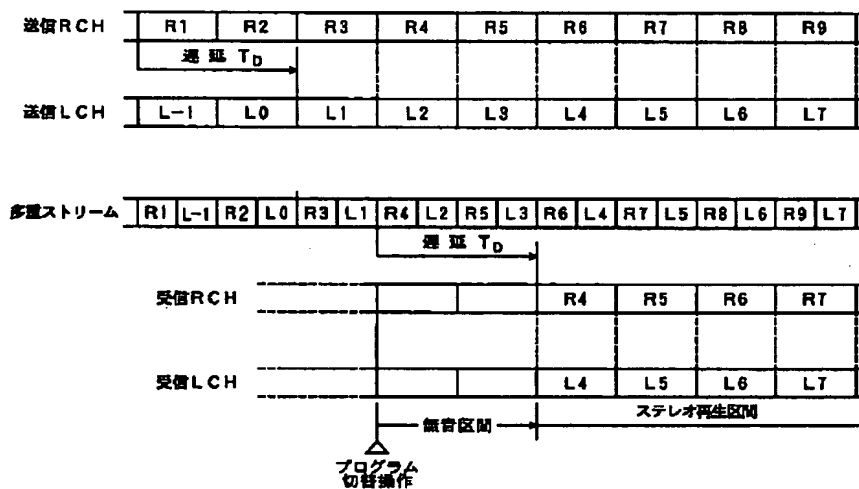 送信RCH R1 R2 R3 R4 R5 R6 R7 R8 R9
遅延 TD
送信LCH L-1 L0 L1 L2 L3 L4 L5 L6 L7
多重ストリーム R1 L-1 R2 L0 R3 L1 R4 L2 R5 L3 R6 L4 R7 L5 R8 L6 R9 L7
遅延 TD
受信RCH R4 R5 R6 R7
受信LCH L4 L5 L6 L7
無音区間 ステレオ再生区間
プログラム
切替操作